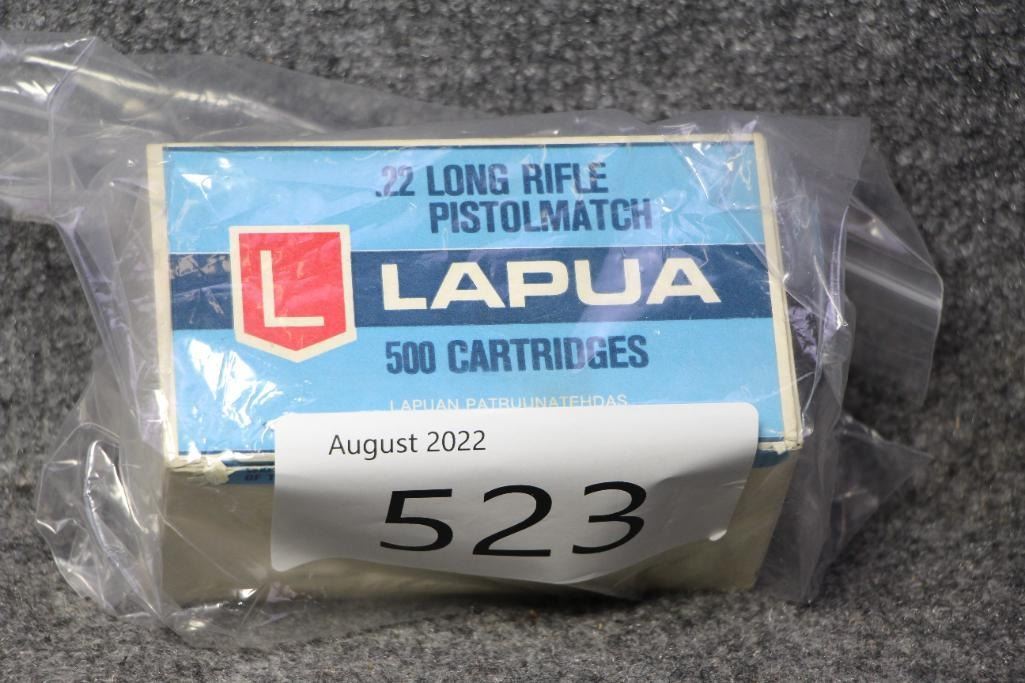 .22 LONG RIFLE
PISTOLMATCH
L LAPUA
500 CARTRIDGES
LAPUAN PATRUUNATEHDAS
August 2022
523